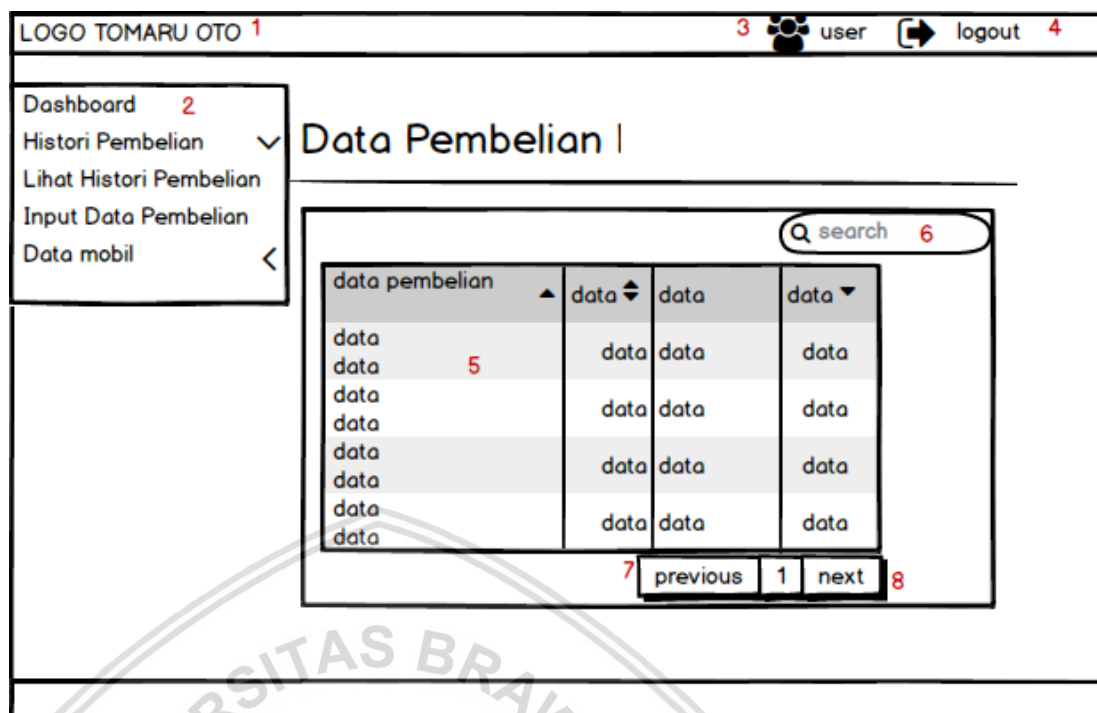 LOGO TOMARU OTO 1
3 user logout 4
Dashboard 2
Histori Pembelian
Lihat Histori Pembelian
Input Data Pembelian
Data mobil
Data Pembelian
search 6
data pembelian data data data
data
data 5 data data data
data
data data data data
data
data data data data
data
data data data data
7 previous 1 next 8
SITAS BRA